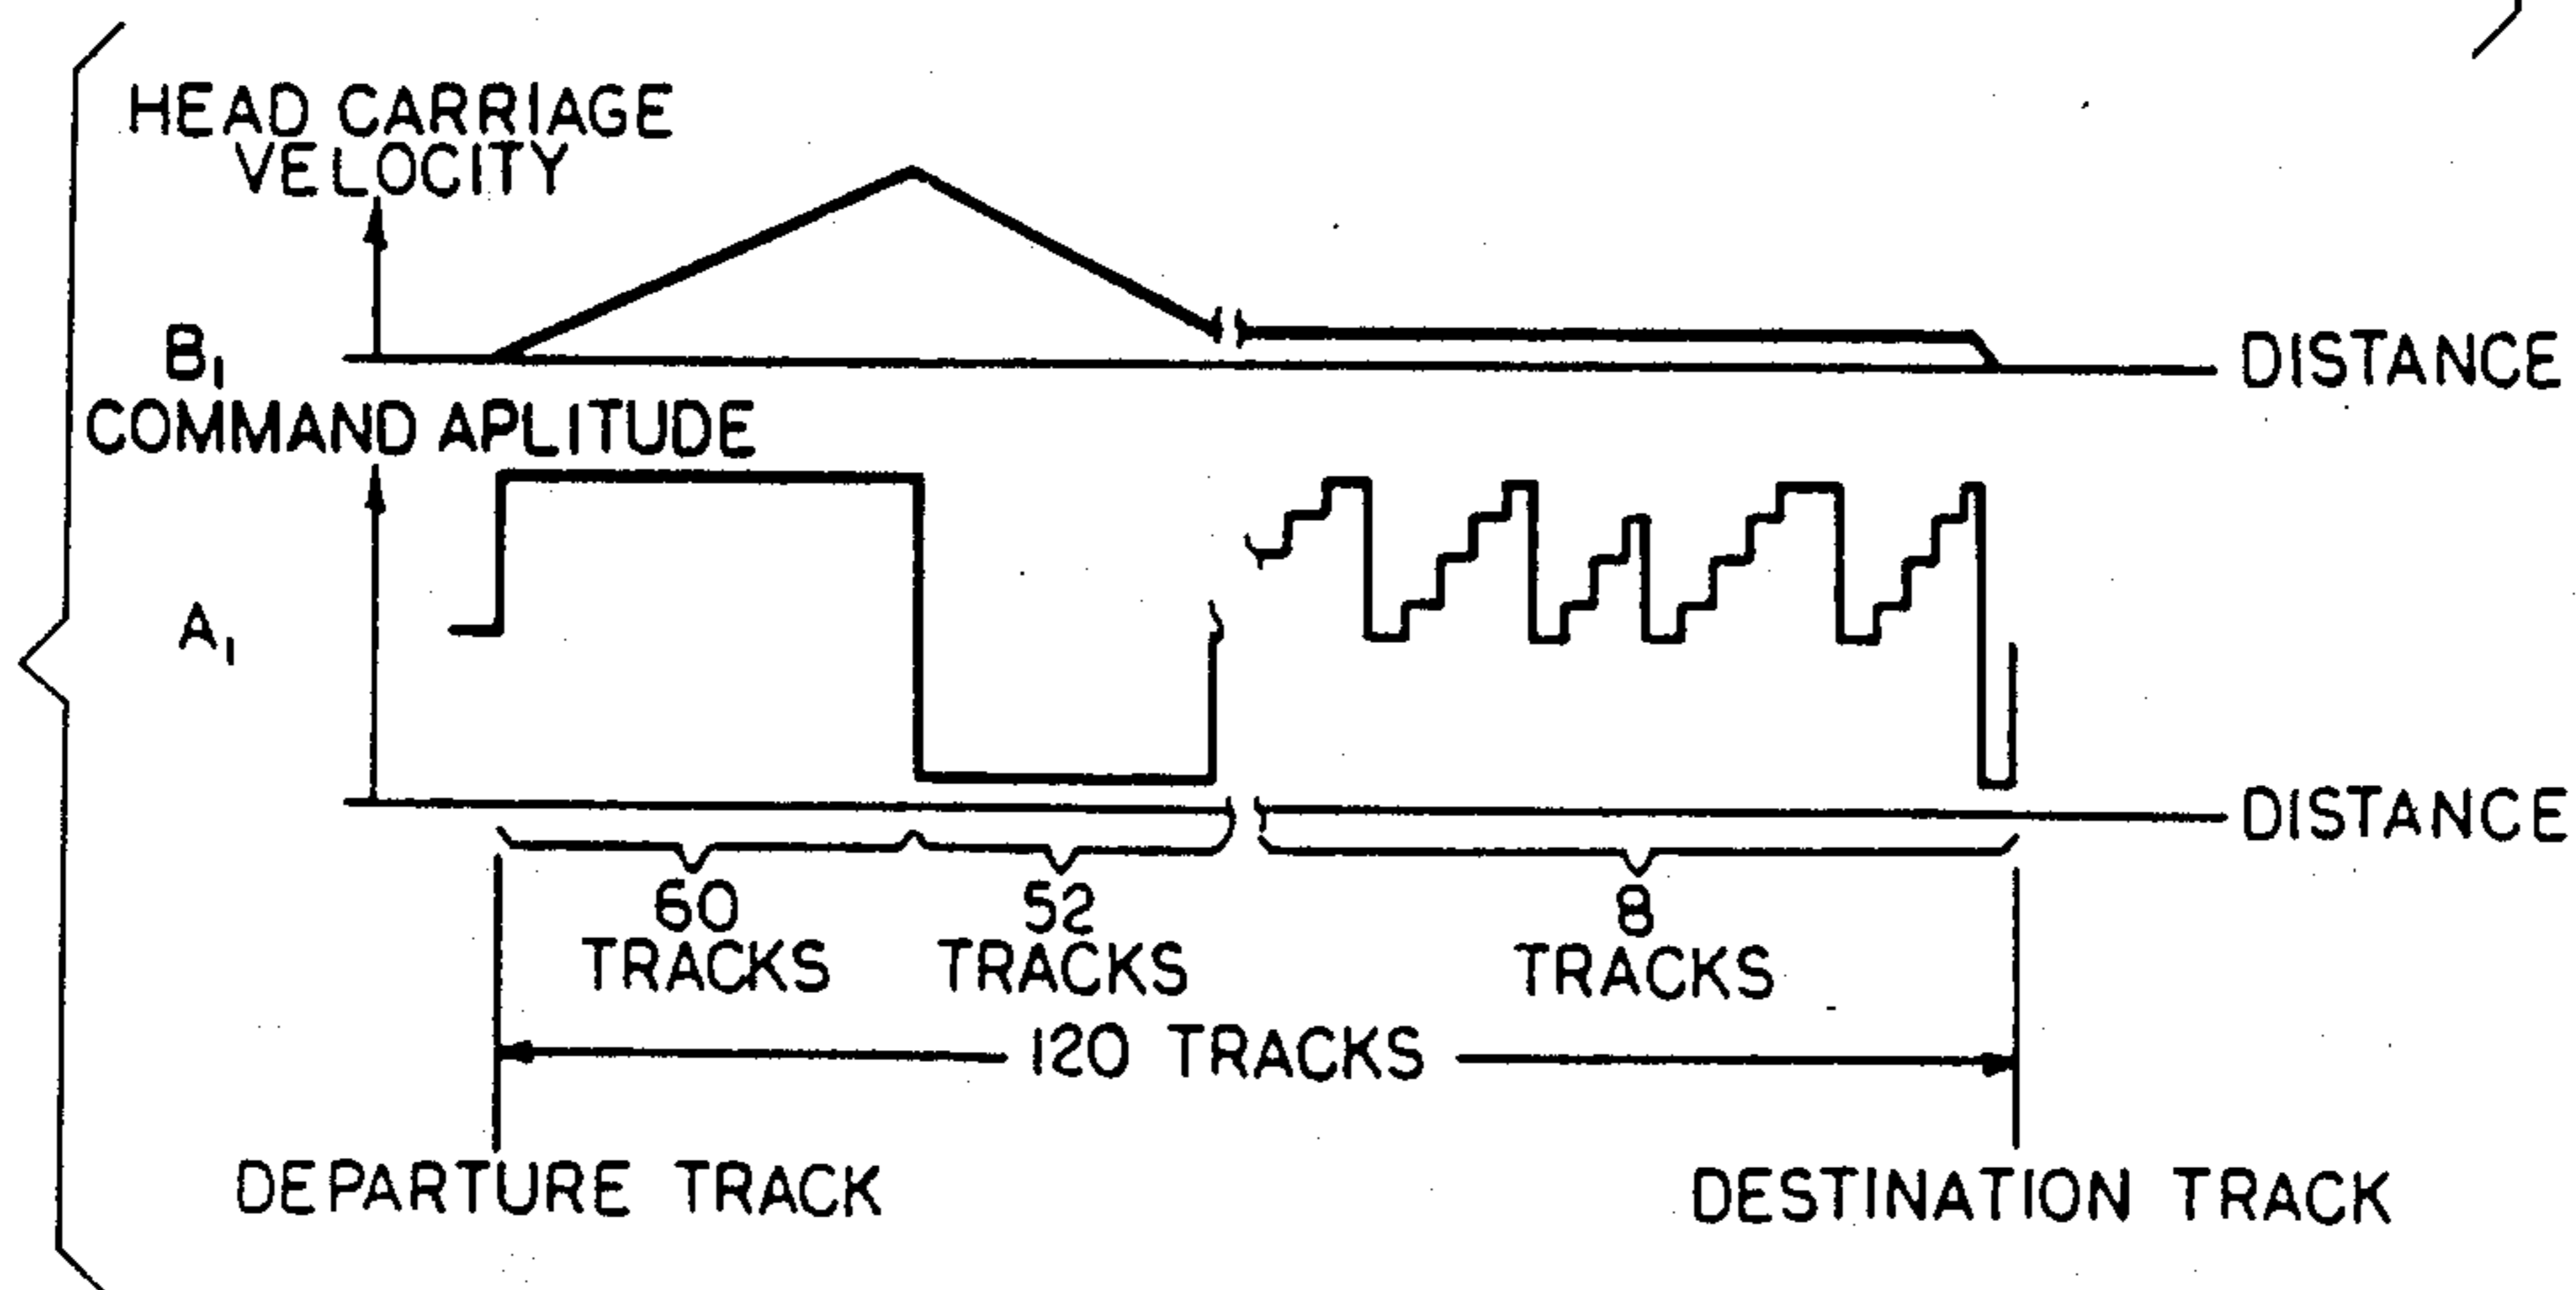 HEAD CARRIAGE
VELOCITY
B1
DISTANCE
COMMAND APLITUDE
A1
DISTANCE
60
TRACKS
52
TRACKS
8
TRACKS
120 TRACKS
DEPARTURE TRACK
DESTINATION TRACK